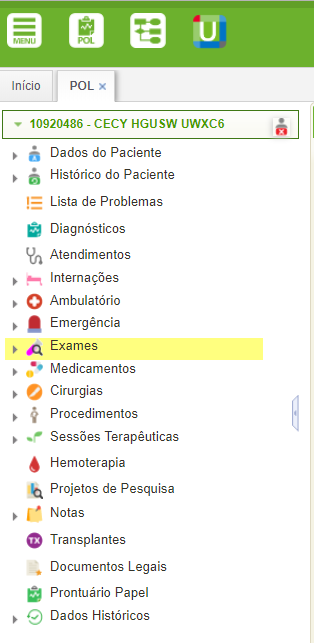 MENU
POL
U
Início
POL ×
10920486 - CECY HGUSW UWXC6
Dados do Paciente
Histórico do Paciente
Lista de Problemas
Diagnósticos
Atendimentos
Internações
Ambulatório
Emergência
Exames
Medicamentos
Cirurgias
Procedimentos
Sessões Terapêuticas
Hemoterapia
Projetos de Pesquisa
Notas
TX Transplantes
Documentos Legais
Prontuário Papel
Dados Históricos